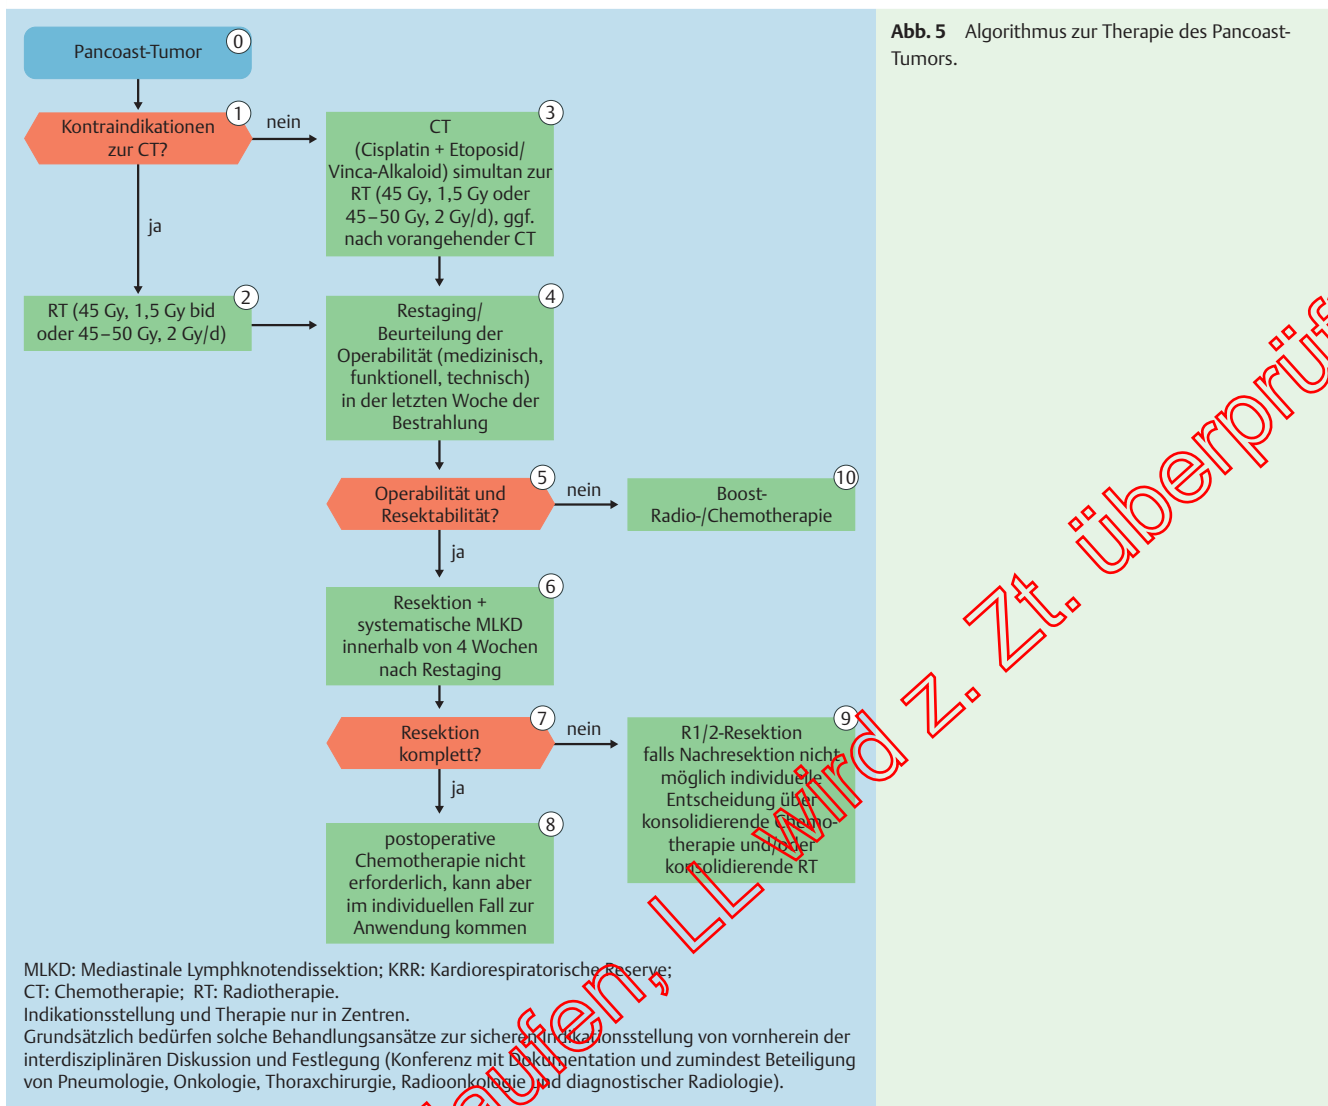 Abb. 5 Algorithmus zur Therapie des Pancoast-
Tumors.
Pancoast-Tumor
0
Kontraindikationen
zur CT?
1
nein
ja
CT
(Cisplatin + Etoposid/
Vinca-Alkaloid) simultan zur
RT (45 Gy, 1,5 Gy oder
45–50 Gy, 2 Gy/d), ggf.
nach vorangehender CT
3
RT (45 Gy, 1,5 Gy bid
oder 45–50 Gy, 2 Gy/d)
2
Restaging/
Beurteilung der
Operabilität (medizinisch,
funktionell, technisch)
in der letzten Woche der
Bestrahlung
4
Operabilität und
Resektabilität?
5
nein
ja
Boost-
Radio-/Chemotherapie
10
Resektion +
systematische MLKD
innerhalb von 4 Wochen
nach Restaging
6
Resektion
komplett?
7
nein
ja
R1/2-Resektion
falls Nachresektion nicht
möglich individuelle
Entscheidung über
konsolidierende Chemo-
therapie und/oder
konsolidierende RT
9
postoperative
Chemotherapie nicht
erforderlich, kann aber
im individuellen Fall zur
Anwendung kommen
8
MLKD: Mediastinale Lymphknotendissektion; KRR: Kardiorespiratorische Reserve;
CT: Chemotherapie; RT: Radiotherapie.
Indikationsstellung und Therapie nur in Zentren.
Grundsätzlich bedürfen solche Behandlungsansätze zur sicheren Indikationsstellung von vornherein der
interdisziplinären Diskussion und Festlegung (Konferenz mit Dokumentation und zumindest Beteiligung
von Pneumologie, Onkologie, Thoraxchirurgie, Radioonkologie und diagnostischer Radiologie).
laufen, LL wird z. Zt. überprüf